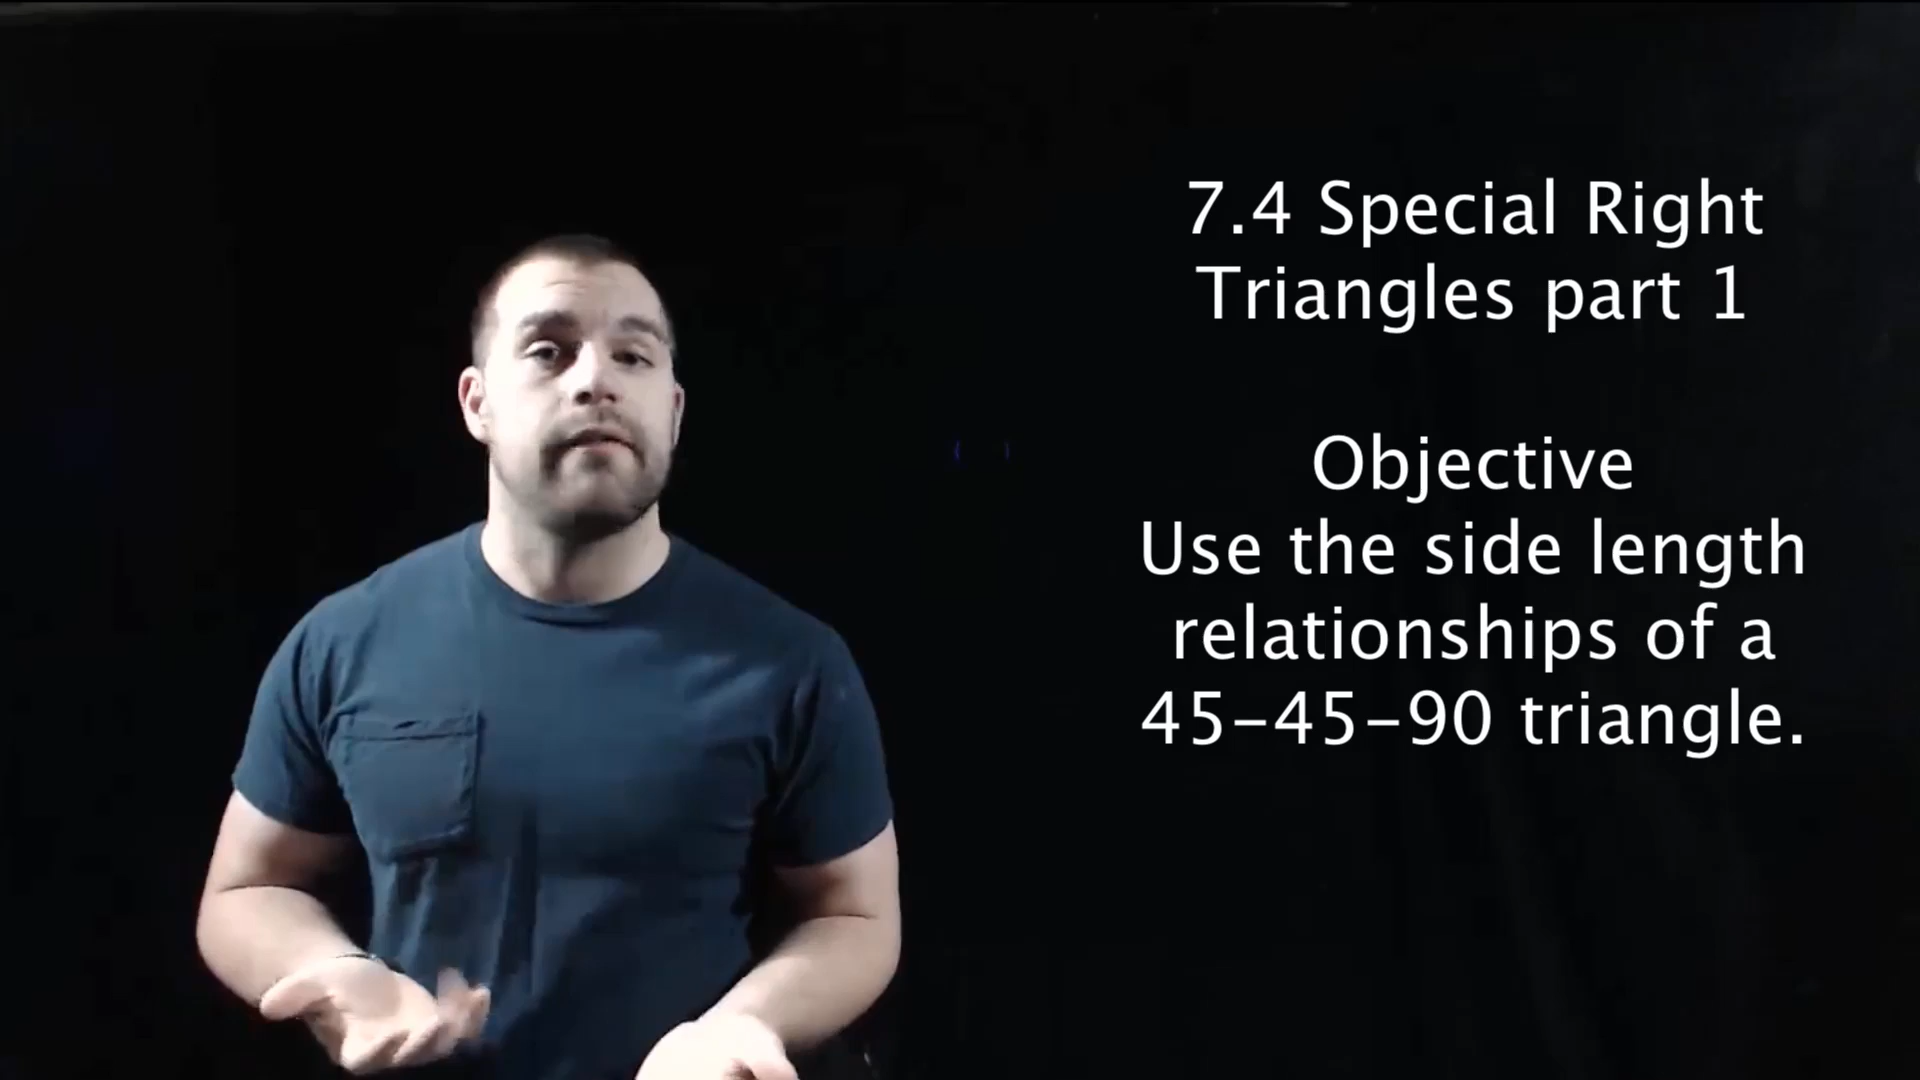 7.4 Special Right
Triangles part 1
Objective
Use the side length
relationships of a
45-45-90 triangle.